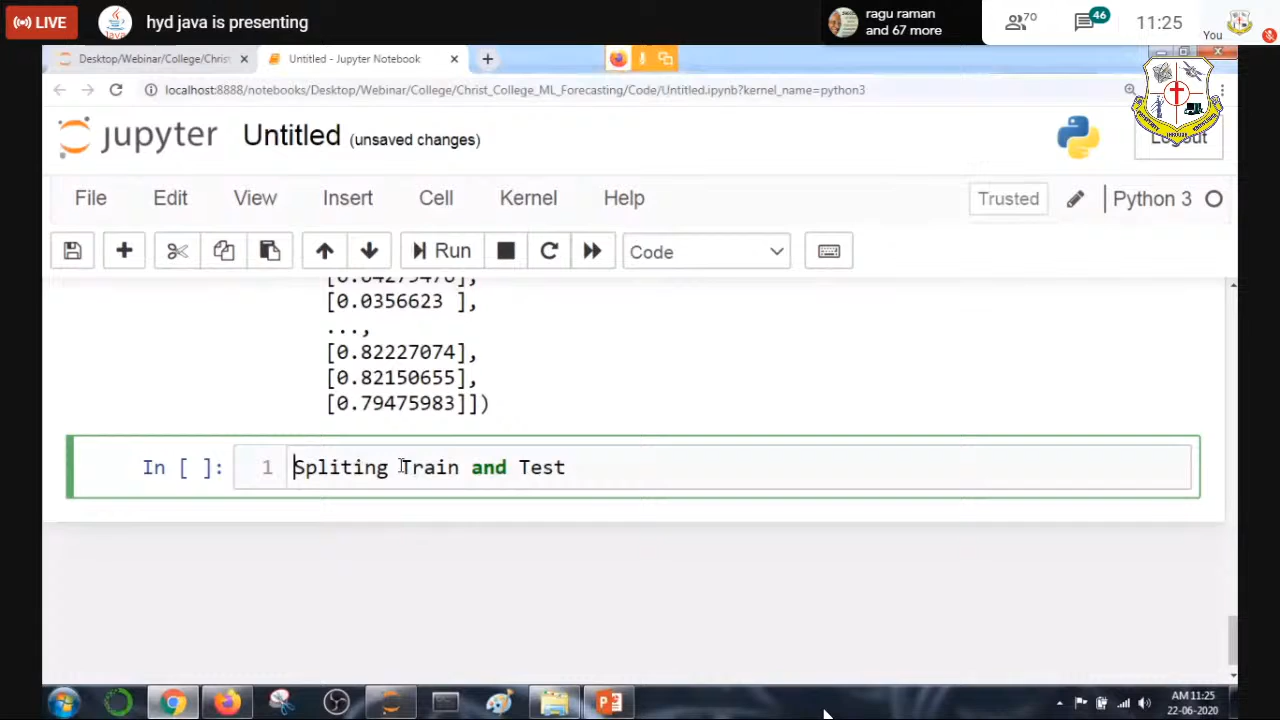 LIVE
hyd java is presenting
ragu raman
and 67 more
70
46
11:25
You
Desktop/Webinar/College/Christ
Untitled - Jupyter Notebook
localhost:8888/notebooks/Desktop/Webinar/College/Christ_College_ML_Forecasting/Code/Untitled.ipynb?kernel_name=python3
jupyter Untitled (unsaved changes)
Logout
File Edit View Insert Cell Kernel Help
Trusted
Python 3
Run
Code
[0.64275476],
[0.0356623 ],
...,
[0.82227074],
[0.82150655],
[0.79475983]])
In [ ]: 1 Spliting Train and Test
AM 11:25
22-06-2020